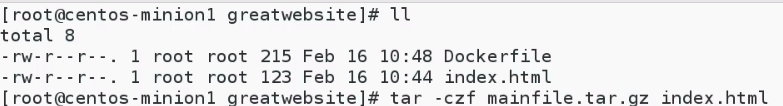 [root@centos-minion1 greatwebsite]# ll
total 8
-rw-r--r--. 1 root root 215 Feb 16 10:48 Dockerfile
-rw-r--r--. 1 root root 123 Feb 16 10:44 index.html
[root@centos-minion1 greatwebsite]# tar -czf mainfile.tar.gz index.html